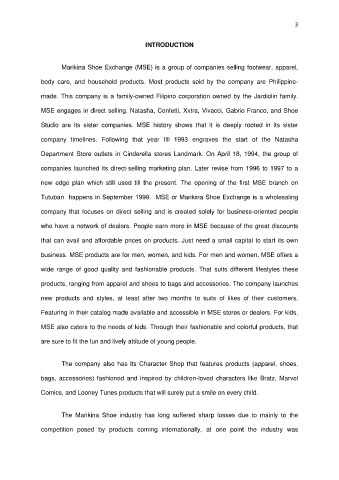 3
INTRODUCTION
Marikina Shoe Exchange (MSE) is a group of companies selling footwear, apparel,
body care, and household products. Most products sold by the company are Philippine-
made. This company is a family-owned Filipino corporation owned by the Jardiolin family.
MSE engages in direct selling. Natasha, Confetti, Xxtra, Vivacci, Gabrio Franco, and Shoe
Studio are its sister companies. MSE history shows that it is deeply rooted in its sister
company timelines. Following that year till 1993 engraves the start of the Natasha
Department Store outlets in Cinderella stores Landmark. On April 18, 1994, the group of
companies launched its direct-selling marketing plan. Later revise from 1996 to 1997 to a
new edge plan which still used till the present. The opening of the first MSE branch on
Tutuban happens in September 1999. MSE or Marikina Shoe Exchange is a wholesaling
company that focuses on direct selling and is created solely for business-oriented people
who have a network of dealers. People earn more in MSE because of the great discounts
that can avail and affordable prices on products. Just need a small capital to start its own
business. MSE products are for men, women, and kids. For men and women, MSE offers a
wide range of good quality and fashionable products. That suits different lifestyles these
products, ranging from apparel and shoes to bags and accessories. The company launches
new products and styles, at least after two months to suits of likes of their customers.
Featuring in their catalog made available and accessible in MSE stores or dealers. For kids,
MSE also caters to the needs of kids. Through their fashionable and colorful products, that
are sure to fit the fun and lively attitude of young people.
The company also has its Character Shop that features products (apparel, shoes,
bags, accessories) fashioned and inspired by children-loved characters like Bratz, Marvel
Comics, and Looney Tunes products that will surely put a smile on every child.
The Marikina Shoe industry has long suffered sharp losses due to mainly to the
competition posed by products coming internationally, at one point the industry was